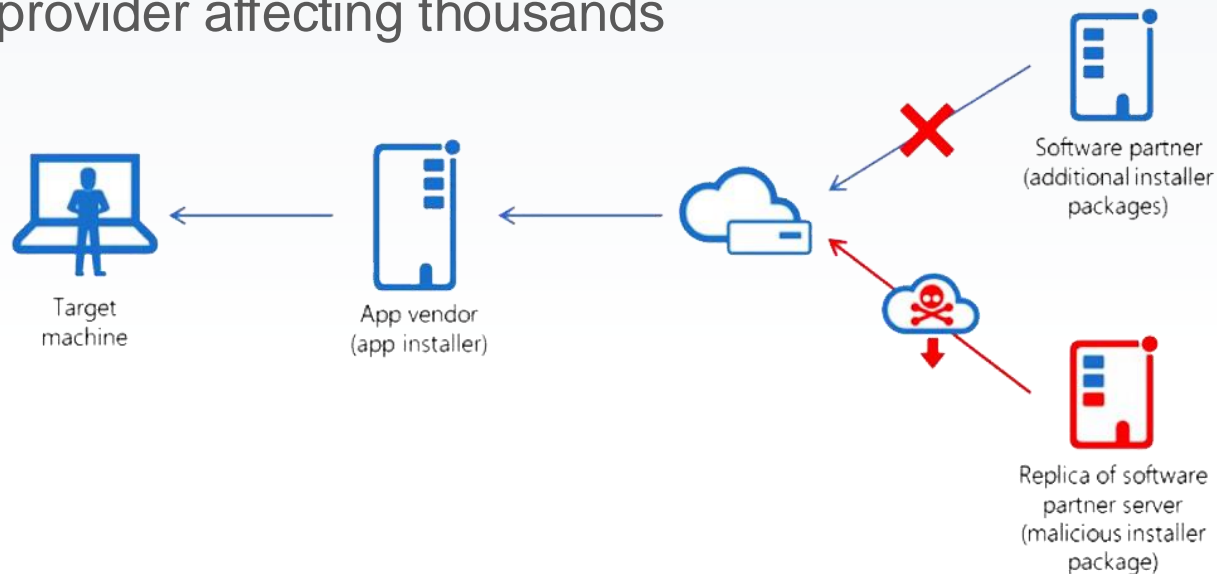 provider affecting thousands
Software partner
(additional installer
packages)
Target
machine
App vendor
(app installer)
Replica of software
partner server
(malicious installer
package)